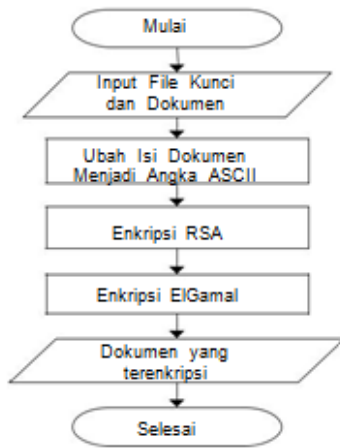 Mulai
Input File Kunci
dan Dokumen
Ubah Isi Dokumen
Menjadi Angka ASCII
Enkripsi RSA
Enkripsi ElGamal
Dokumen yang
terenkripsi
Selesai